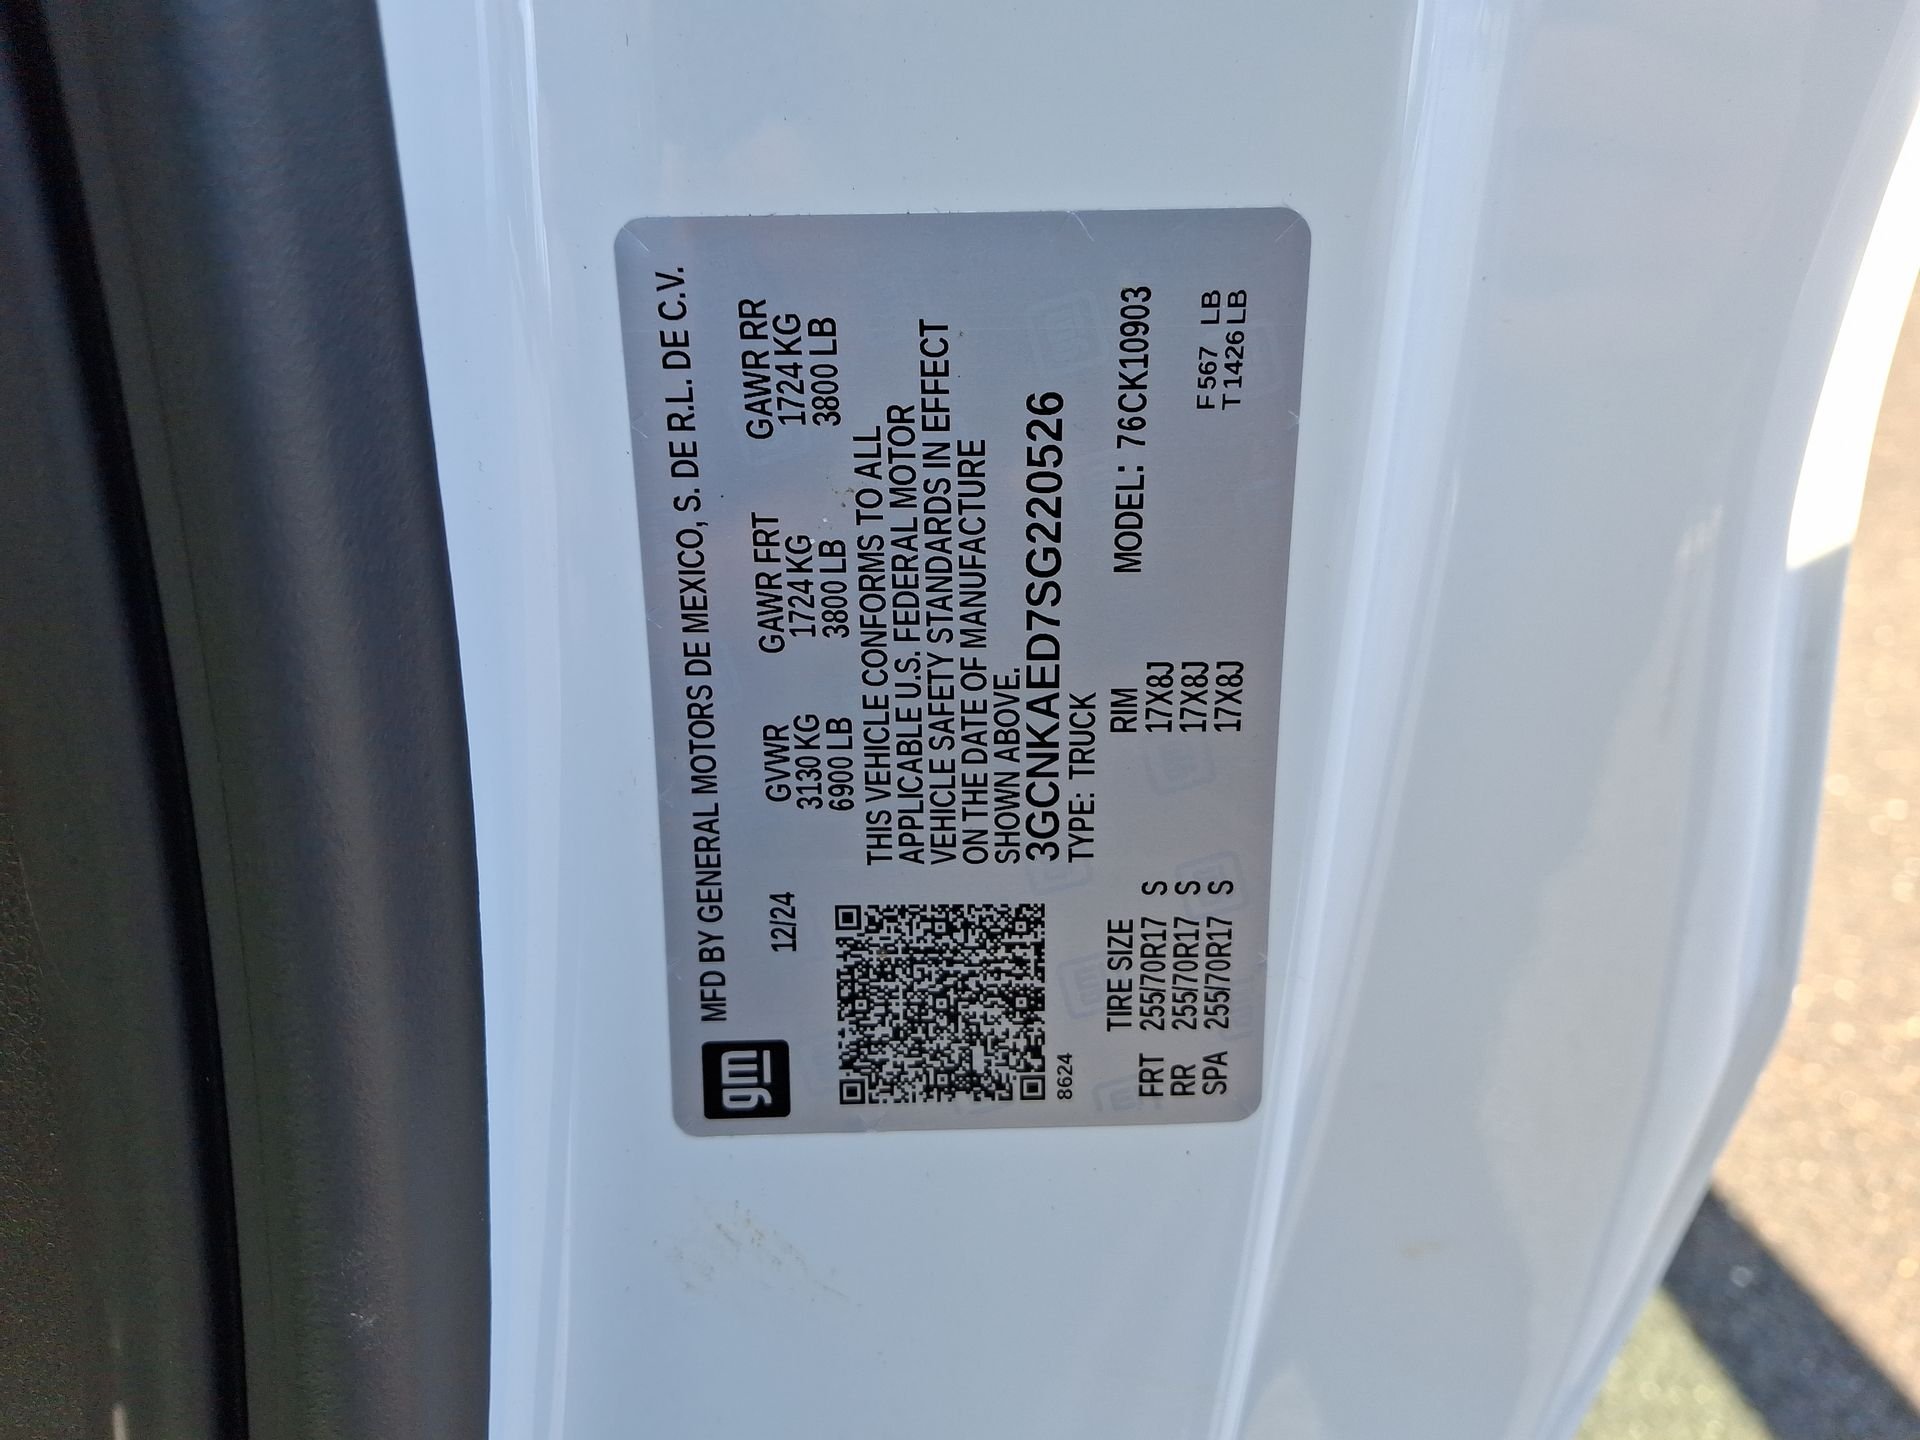 gm MFD BY GENERAL MOTORS DE MEXICO, S. DE R.L. DE C.V.
12/24 GVWR GAWR FRT GAWR RR
3130 KG 1724 KG 1724 KG
6900 LB 3800 LB 3800 LB
THIS VEHICLE CONFORMS TO ALL
APPLICABLE U.S. FEDERAL MOTOR
VEHICLE SAFETY STANDARDS IN EFFECT
ON THE DATE OF MANUFACTURE
SHOWN ABOVE.
3GCNKAED7SG220526
8624 TYPE: TRUCK
TIRE SIZE RIM MODEL: 76CK10903
FRT 255/70R17 S 17X8J
RR 255/70R17 S 17X8J F 567 LB
SPA 255/70R17 S 17X8J T 1426 LB